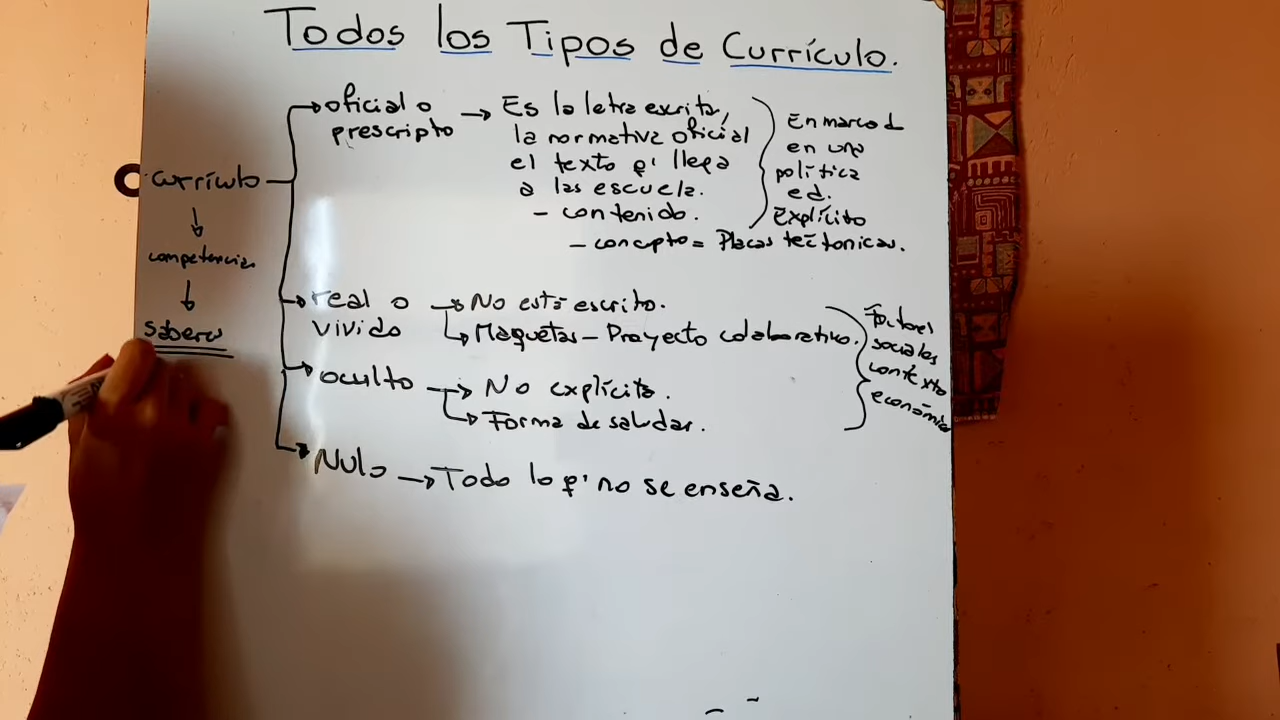 Todos los Tipos de Currículo.
currículo
↓
competencias
↓
Saberes
→ oficial o
prescripto
→ Es la letra escrita,
la normativa oficial
el texto q' llega
a las escuela.
- contenido.
- concepto = Placas tectonicas.
En marco d
en una
política
ed.
Explícito
→ real o
vivido
→ No está escrito.
→ Maquetas - Proyecto colaborativo.
→ oculto
→ No explícito.
→ Forma de saludar.
Factores
sociales
contexto
económico
→ Nulo → Todo lo q' no se enseña.